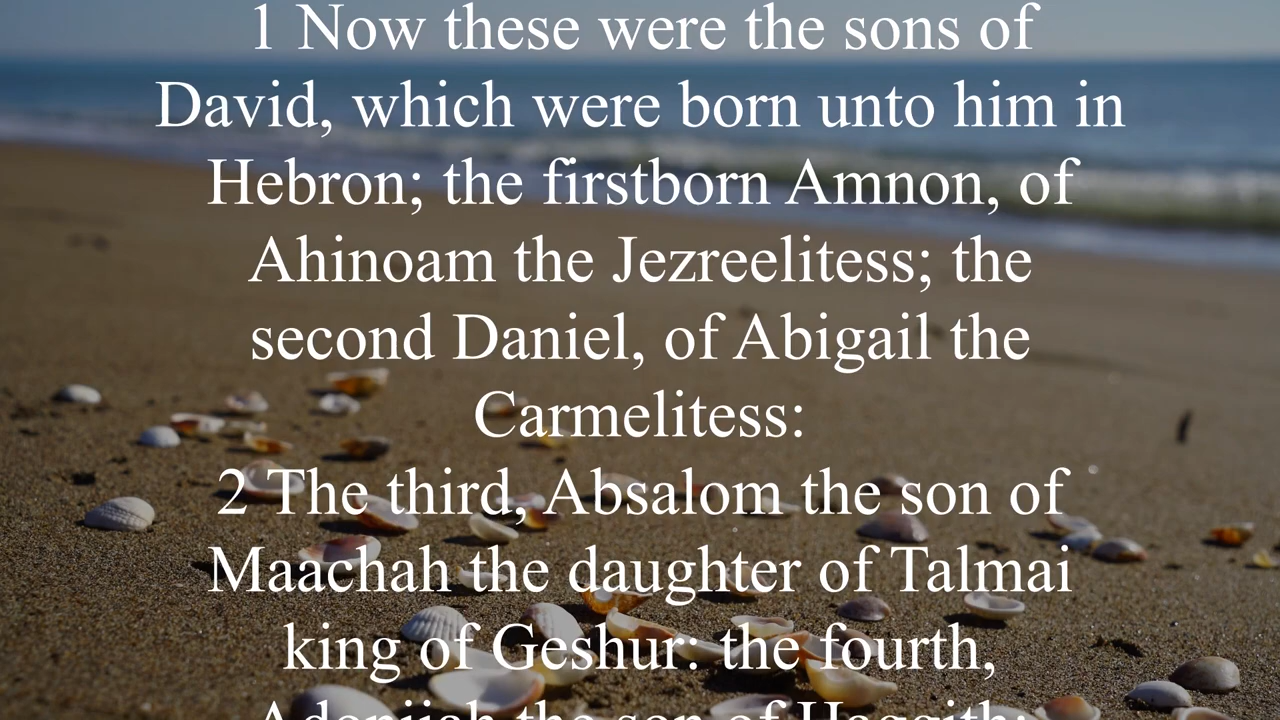 1 Now these were the sons of
David, which were born unto him in
Hebron; the firstborn Amnon, of
Ahinoam the Jezreelitess; the
second Daniel, of Abigail the
Carmelitess:
2 The third, Absalom the son of
Maachah the daughter of Talmai
king of Geshur: the fourth,
Adonijah the son of Haggith: